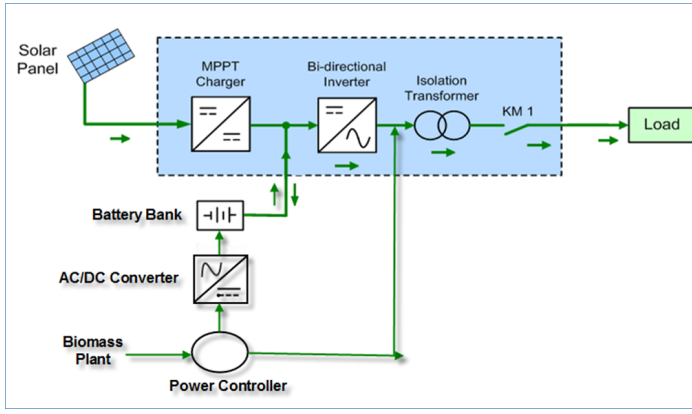 Solar
Panel
MPPT
Charger
Bi-directional
Inverter
Isolation
Transformer
KM 1
Load
Battery Bank
AC/DC Converter
Biomass
Plant
Power Controller